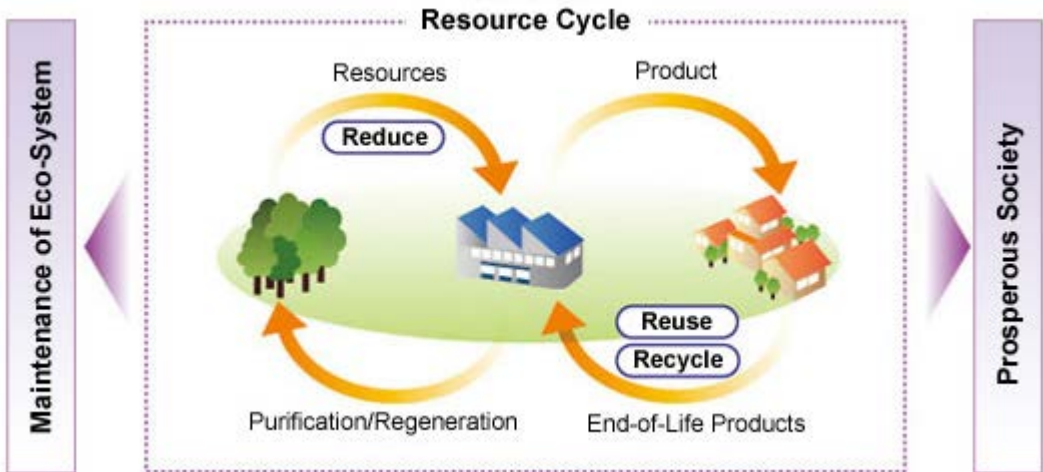 Resource Cycle
Maintenance of Eco-System
Resources
Product
Reduce
Reuse
Recycle
Purification/Regeneration
End-of-Life Products
Prosperous Society